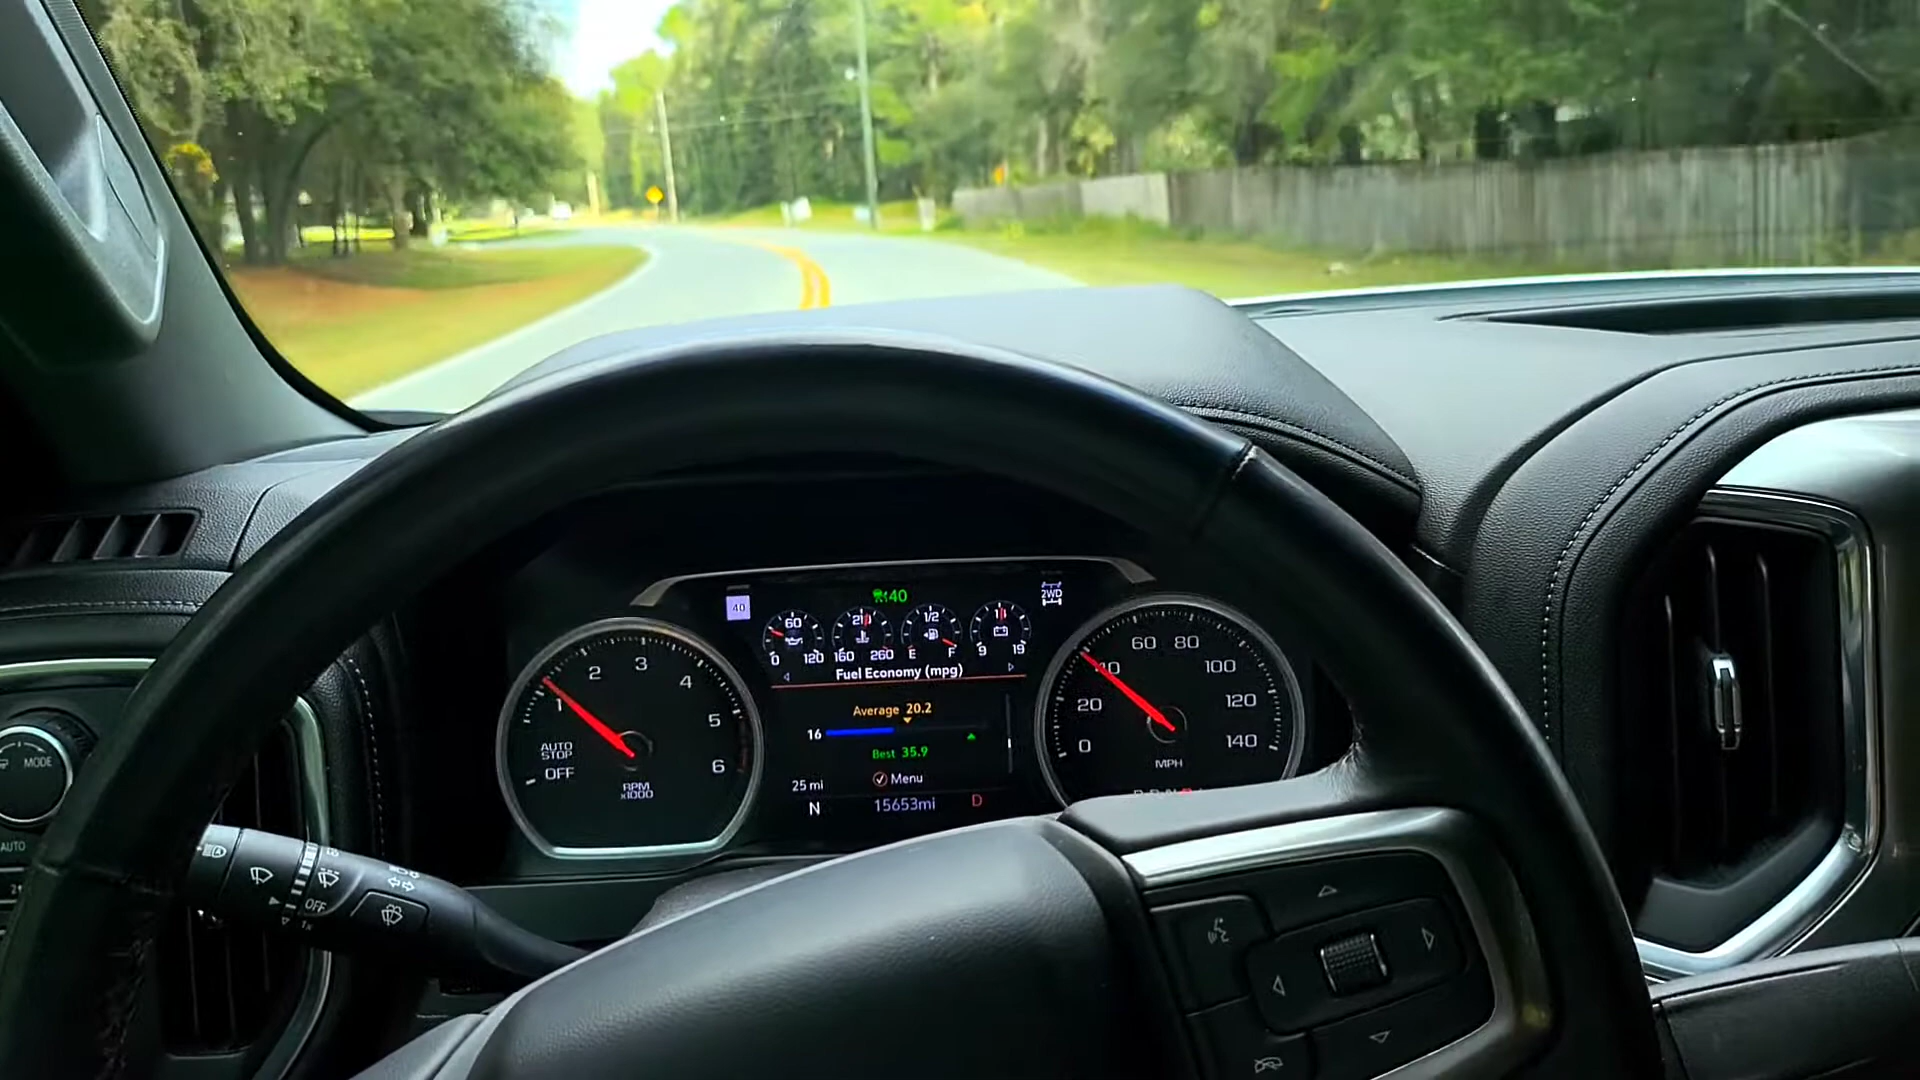 40
40
2WD
60
0 120
210
160 260
1/2
E F
9 19
Fuel Economy (mpg)
Average 20.2
16
Best 35.9
Menu
25 mi
N 15653mi D
1 2 3 4 5 6
AUTO
STOP
OFF
RPM
x1000
0 20 40 60 80 100 120 140
MPH
MODE
AUTO
OFF
1x